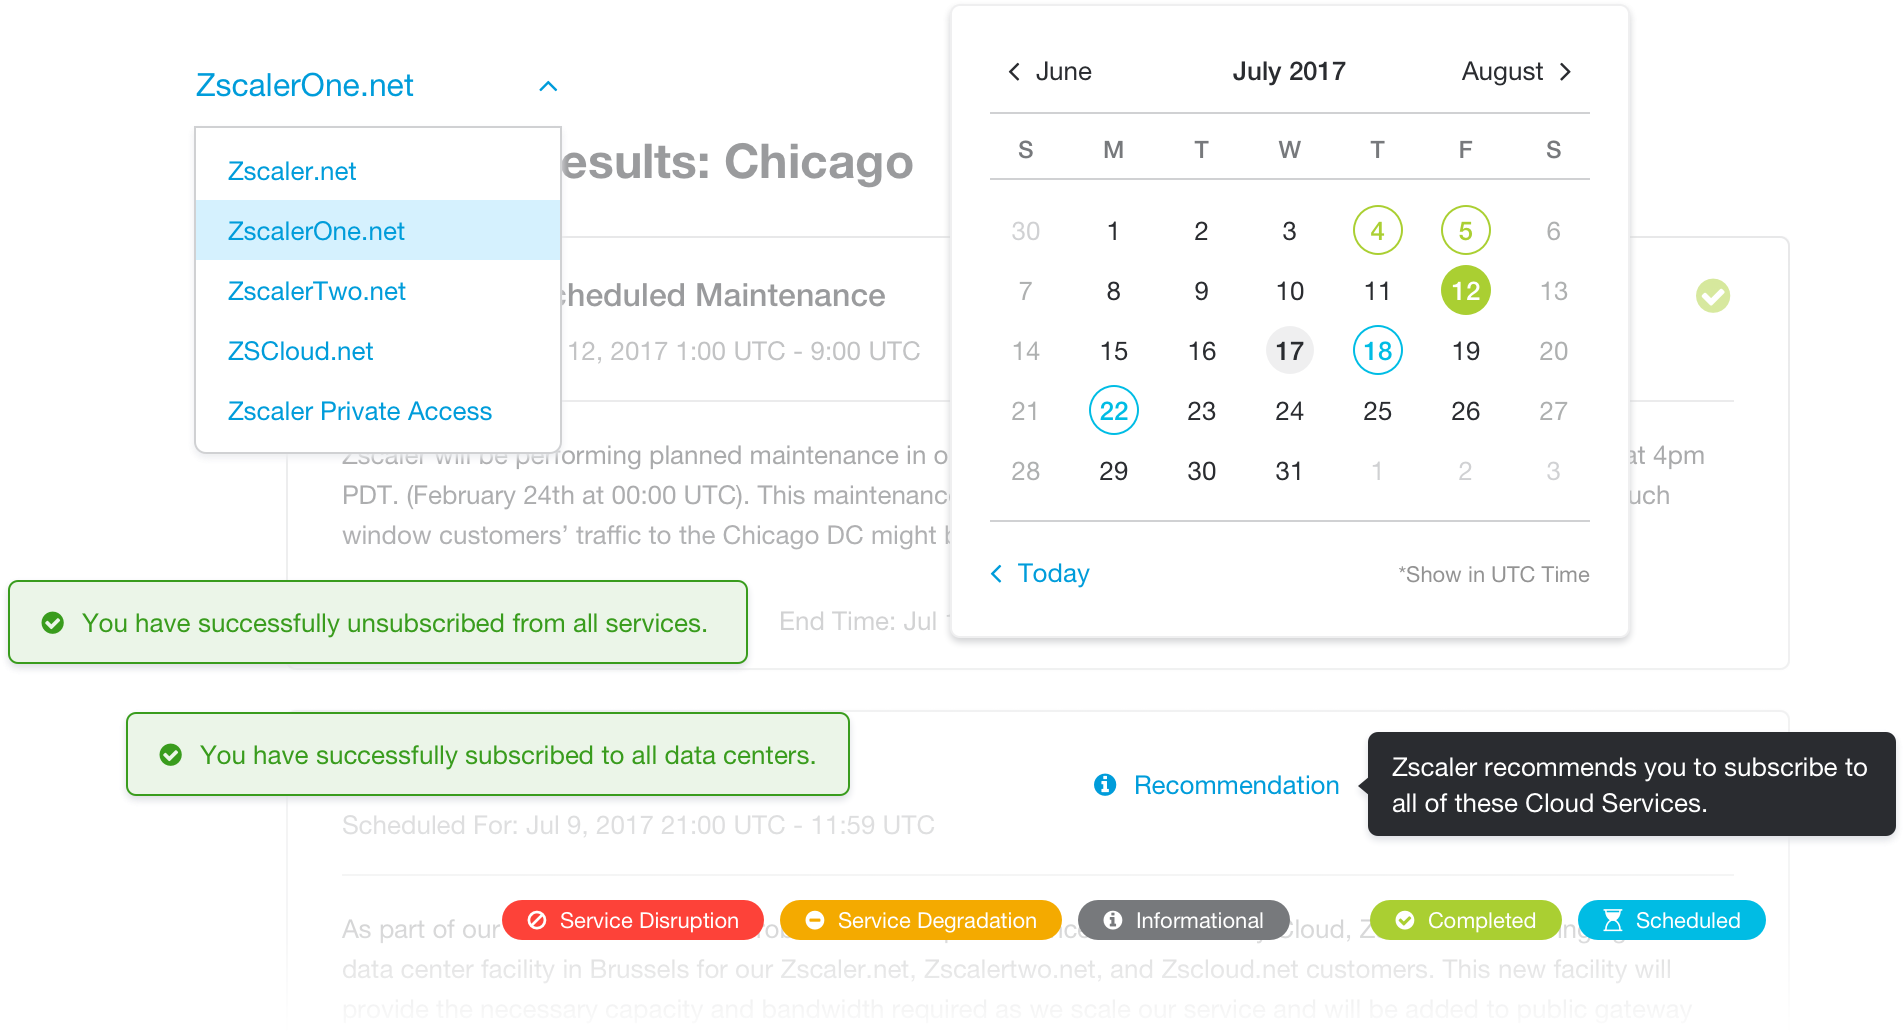 ZscalerOne.net
Zscaler.net
ZscalerOne.net
ZscalerTwo.net
ZSCloud.net
Zscaler Private Access
esults: Chicago
cheduled Maintenance
12, 2017 1:00 UTC - 9:00 UTC
Zscaler will be performing planned maintenance in o at 4pm
PDT. (February 24th at 00:00 UTC). This maintenanc uch
window customers’ traffic to the Chicago DC might b
End Time: Jul 1
June July 2017 August
S M T W T F S
30 1 2 3 4 5 6
7 8 9 10 11 12 13
14 15 16 17 18 19 20
21 22 23 24 25 26 27
28 29 30 31 1 2 3
Today *Show in UTC Time
You have successfully unsubscribed from all services.
You have successfully subscribed to all data centers.
Recommendation
Zscaler recommends you to subscribe to
all of these Cloud Services.
Scheduled For: Jul 9, 2017 21:00 UTC - 11:59 UTC
Service Disruption Service Degradation Informational Completed Scheduled
As part of our Cloud, Z
data center facility in Brussels for our Zscaler.net, Zscalertwo.net, and Zscloud.net customers. This new facility will
provide the necessary capacity and bandwidth required as we scale our service and will be added to public gateway